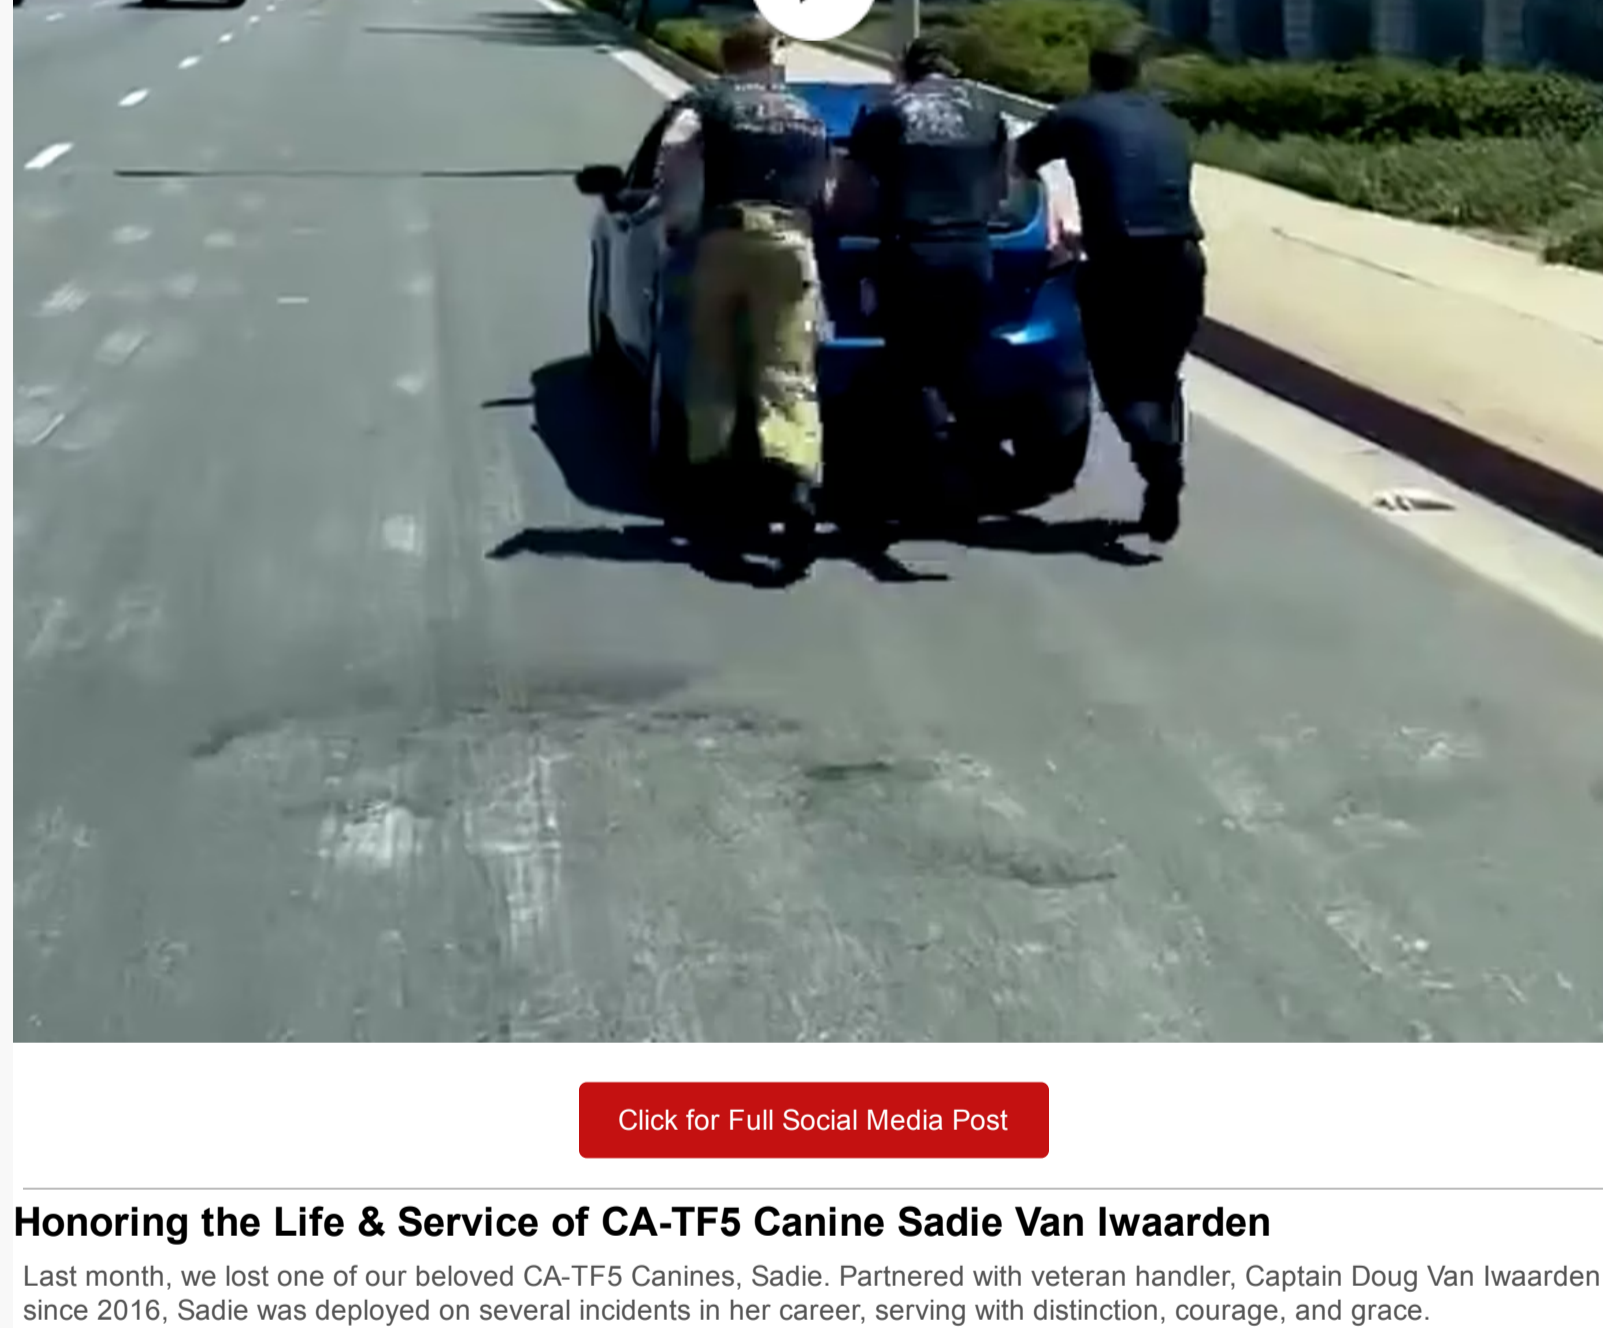 Click for Full Social Media Post
Honoring the Life & Service of CA-TF5 Canine Sadie Van Iwaarden
Last month, we lost one of our beloved CA-TF5 Canines, Sadie. Partnered with veteran handler, Captain Doug Van Iwaarden
since 2016, Sadie was deployed on several incidents in her career, serving with distinction, courage, and grace.